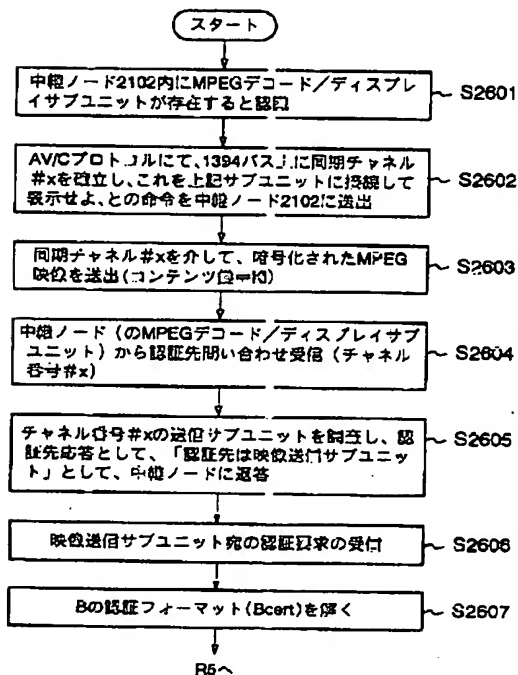 スタート
中継ノード2102内にMPEGデコード／ディスプレ
イサブユニットが存在すると認識
S2601
AV/Cプロトコルにて、1394バス上に同期チャネル
#xを確立し、これを上記サブユニットに接続して
表示せよ、との命令を中継ノード2102に送出
S2602
同期チャネル#xを介して、暗号化されたMPEG
映像を送出(コンテンツ鍵=K)
S2603
中継ノード（のMPEGデコード／ディスプレイサブ
ユニット）から認証先問い合わせ受信（チャネル
番号#x）
S2604
チャネル番号#xの送信サブユニットを調査し、認
証先応答として、「認証先は映像送信サブユニッ
ト」として、中継ノードに返答
S2605
映像送信サブユニット宛の認証要求の受付
S2606
Bの認証フォーマット(Bcert)を解く
S2607
R5へ